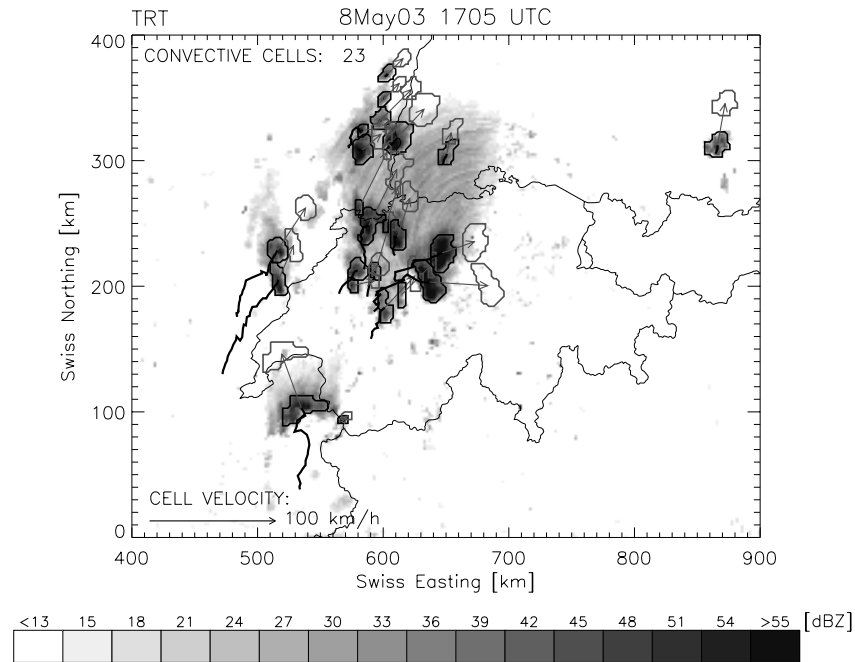 TRT 8May03 1705 UTC
400
CONVECTIVE CELLS: 23
300
Swiss Northing [km]
200
100
CELL VELOCITY:
100 km/h
0
400 500 600 700 800 900
Swiss Easting [km]
<13 15 18 21 24 27 30 33 36 39 42 45 48 51 54 >55 [dBZ]